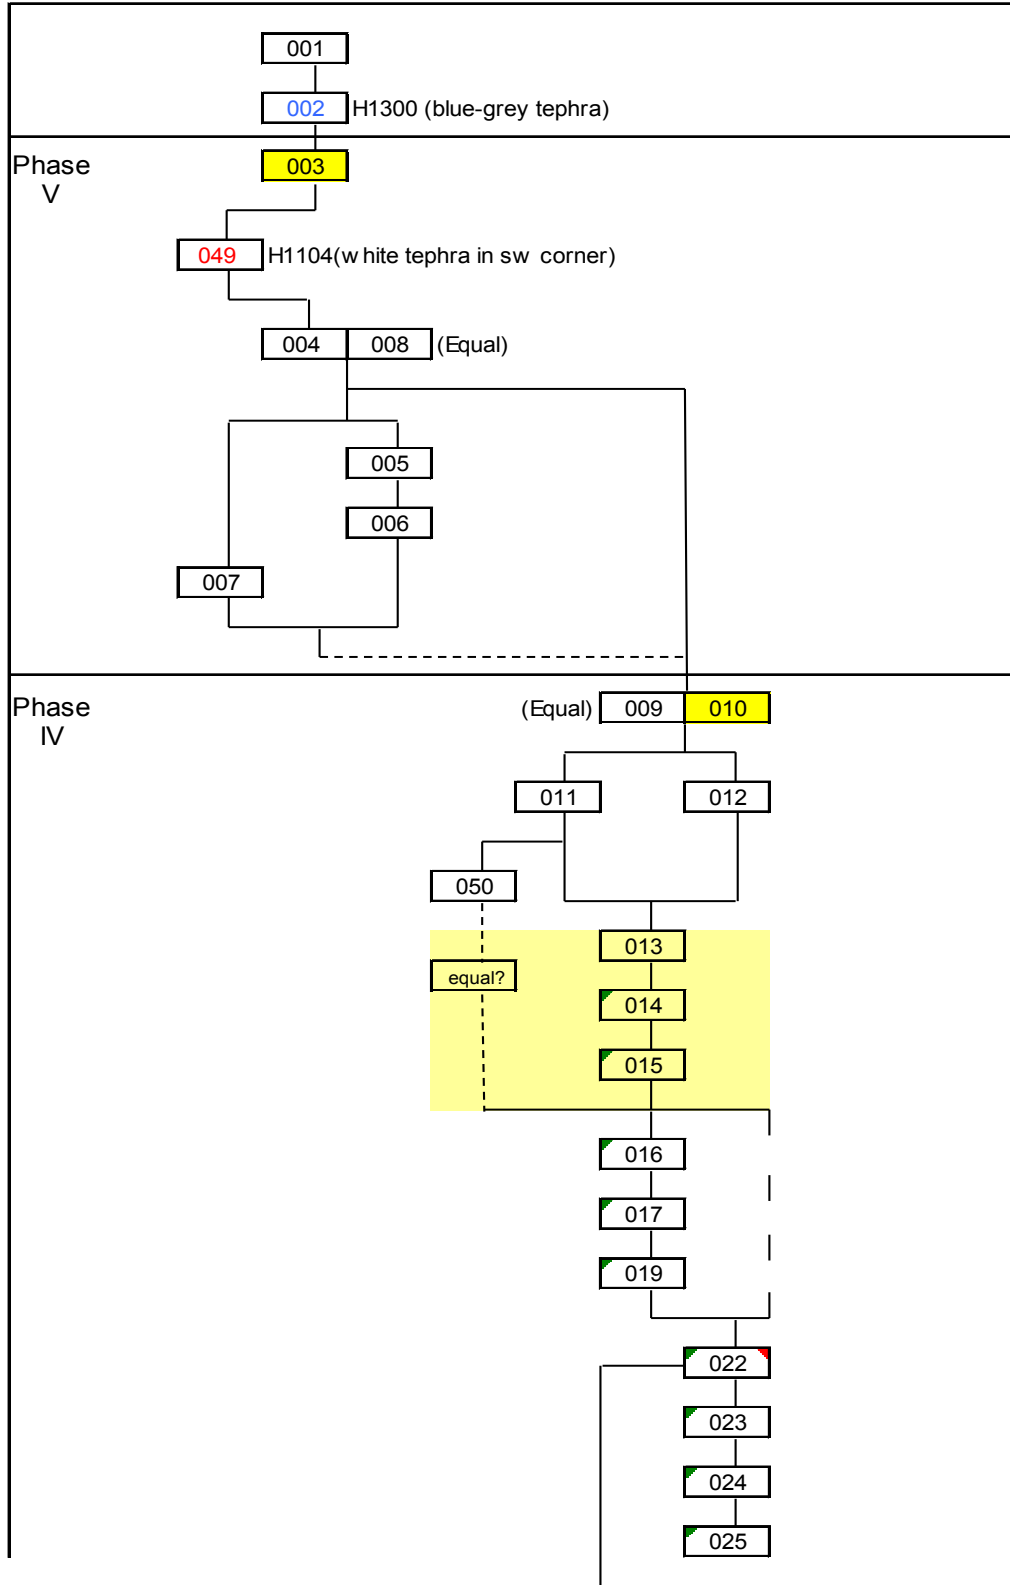 001
002 H1300 (blue-grey tephra)
Phase
V
003
049 H1104(white tephra in sw corner)
004 008 (Equal)
005
006
007
Phase
IV
(Equal) 009 010
011 012
050
013
equal?
014
015
016
017
019
022
023
024
025